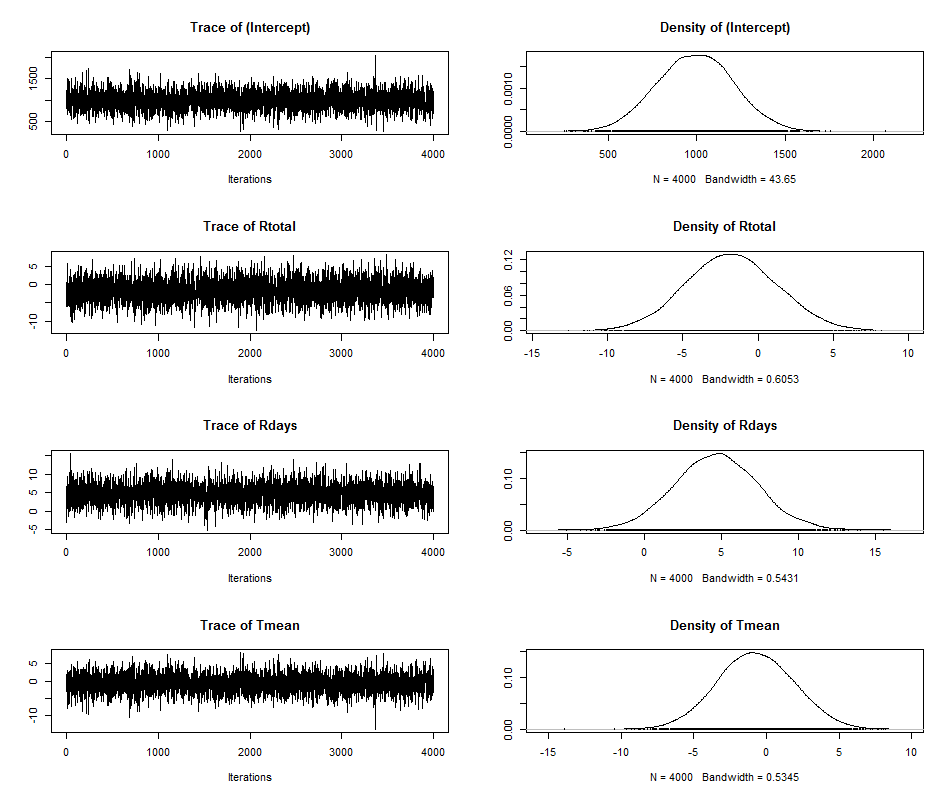 Trace of (Intercept)
Density of (Intercept)
500 1500
0.0000 0.0010
0 1000 2000 3000 4000
500 1000 1500 2000
Iterations
N = 4000 Bandwidth = 43.65
Trace of Rtotal
Density of Rtotal
-10 0 5
0.00 0.06 0.12
0 1000 2000 3000 4000
-15 -10 -5 0 5 10
Iterations
N = 4000 Bandwidth = 0.6053
Trace of Rdays
Density of Rdays
-5 0 5 10
0.00 0.10
0 1000 2000 3000 4000
-5 0 5 10 15
Iterations
N = 4000 Bandwidth = 0.5431
Trace of Tmean
Density of Tmean
-10 0 5
0.00 0.10
0 1000 2000 3000 4000
-15 -10 -5 0 5 10
Iterations
N = 4000 Bandwidth = 0.5345